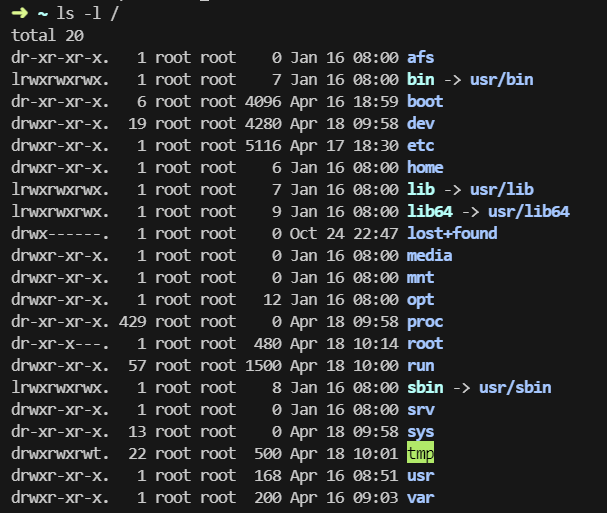 ➜ ~ ls -l /
total 20
dr-xr-xr-x.   1 root root    0 Jan 16 08:00 afs
lrwxrwxrwx.   1 root root    7 Jan 16 08:00 bin -> usr/bin
dr-xr-xr-x.   6 root root 4096 Apr 16 18:59 boot
drwxr-xr-x.  19 root root 4280 Apr 18 09:58 dev
drwxr-xr-x.   1 root root 5116 Apr 17 18:30 etc
drwxr-xr-x.   1 root root    6 Jan 16 08:00 home
lrwxrwxrwx.   1 root root    7 Jan 16 08:00 lib -> usr/lib
lrwxrwxrwx.   1 root root    9 Jan 16 08:00 lib64 -> usr/lib64
drwx------.   1 root root    0 Oct 24 22:47 lost+found
drwxr-xr-x.   1 root root    0 Jan 16 08:00 media
drwxr-xr-x.   1 root root    0 Jan 16 08:00 mnt
drwxr-xr-x.   1 root root   12 Jan 16 08:00 opt
dr-xr-xr-x. 429 root root    0 Apr 18 09:58 proc
dr-xr-x---.   1 root root  480 Apr 18 10:14 root
drwxr-xr-x.  57 root root 1500 Apr 18 10:00 run
lrwxrwxrwx.   1 root root    8 Jan 16 08:00 sbin -> usr/sbin
drwxr-xr-x.   1 root root    0 Jan 16 08:00 srv
dr-xr-xr-x.  13 root root    0 Apr 18 09:58 sys
drwxrwxrwt.  22 root root  500 Apr 18 10:01 tmp
drwxr-xr-x.   1 root root  168 Apr 16 08:51 usr
drwxr-xr-x.   1 root root  200 Apr 16 09:03 var